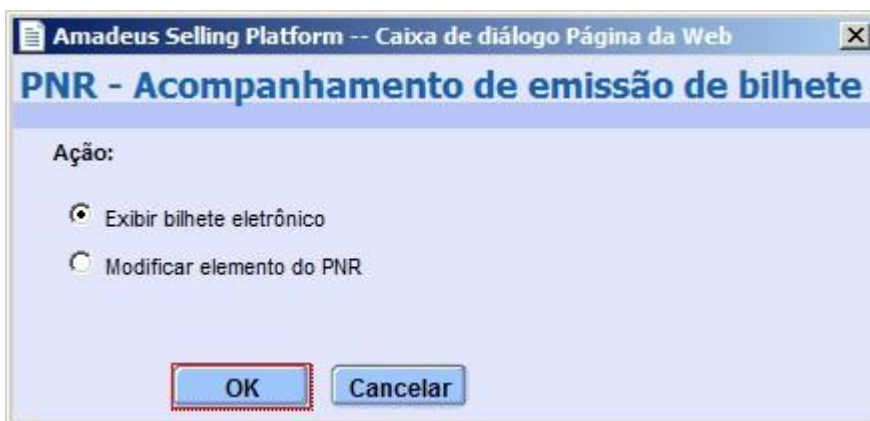 Amadeus Selling Platform -- Caixa de diálogo Página da Web
PNR - Acompanhamento de emissão de bilhete
Ação:
Exibir bilhete eletrônico
Modificar elemento do PNR
OK Cancelar